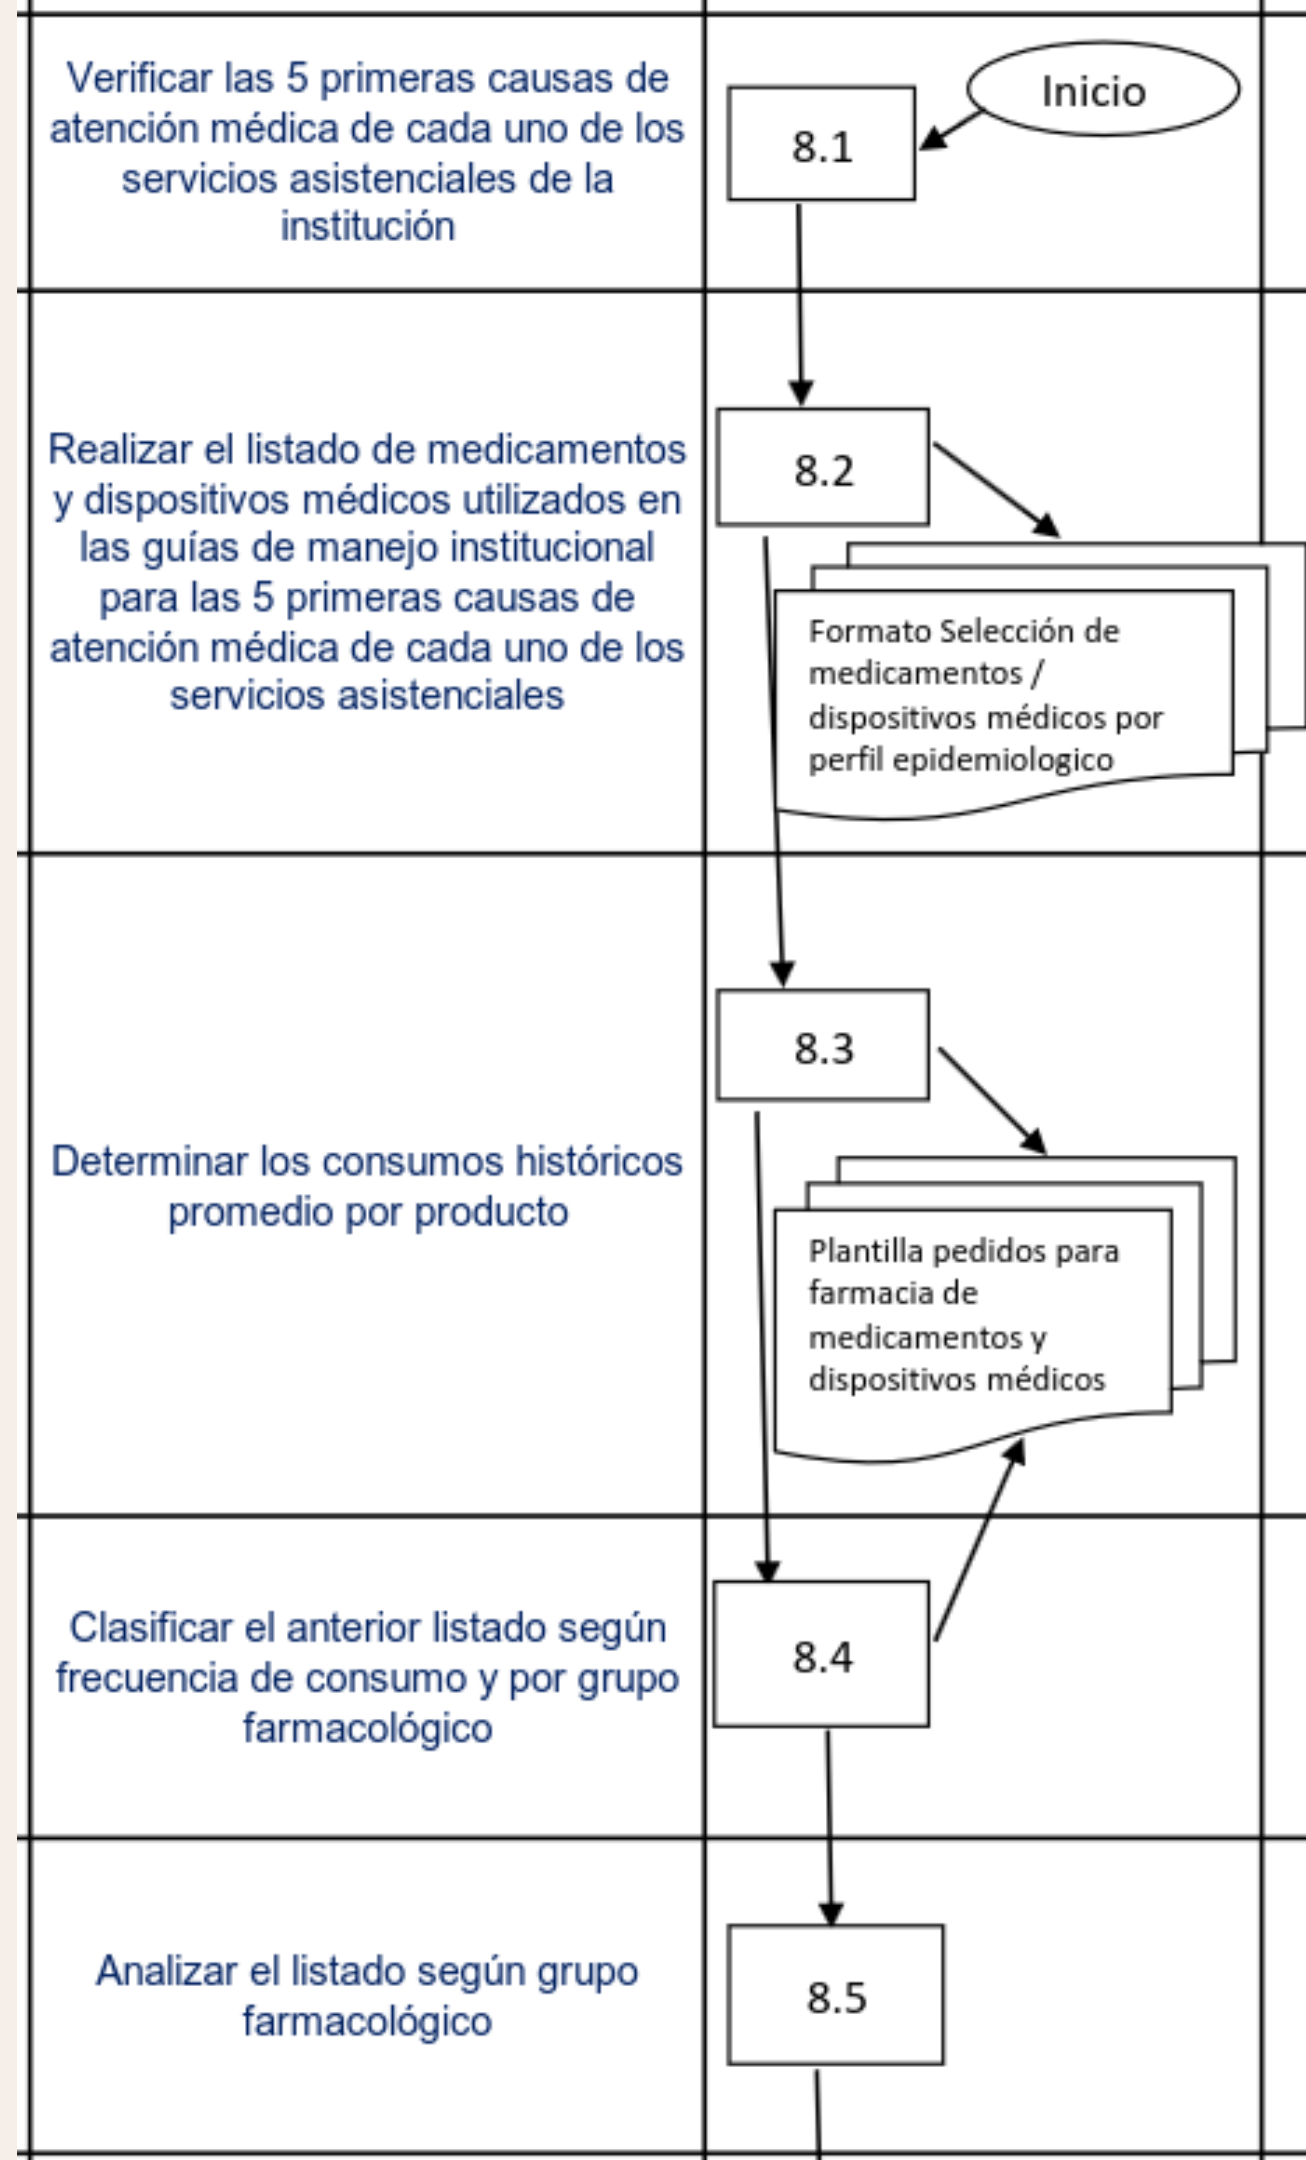 Verificar las 5 primeras causas de
atención médica de cada uno de los
servicios asistenciales de la
institución
Inicio
8.1
Realizar el listado de medicamentos
y dispositivos médicos utilizados en
las guías de manejo institucional
para las 5 primeras causas de
atención médica de cada uno de los
servicios asistenciales
8.2
Formato Selección de
medicamentos /
dispositivos médicos por
perfil epidemiologico
Determinar los consumos históricos
promedio por producto
8.3
Plantilla pedidos para
farmacia de
medicamentos y
dispositivos médicos
Clasificar el anterior listado según
frecuencia de consumo y por grupo
farmacológico
8.4
Analizar el listado según grupo
farmacológico
8.5